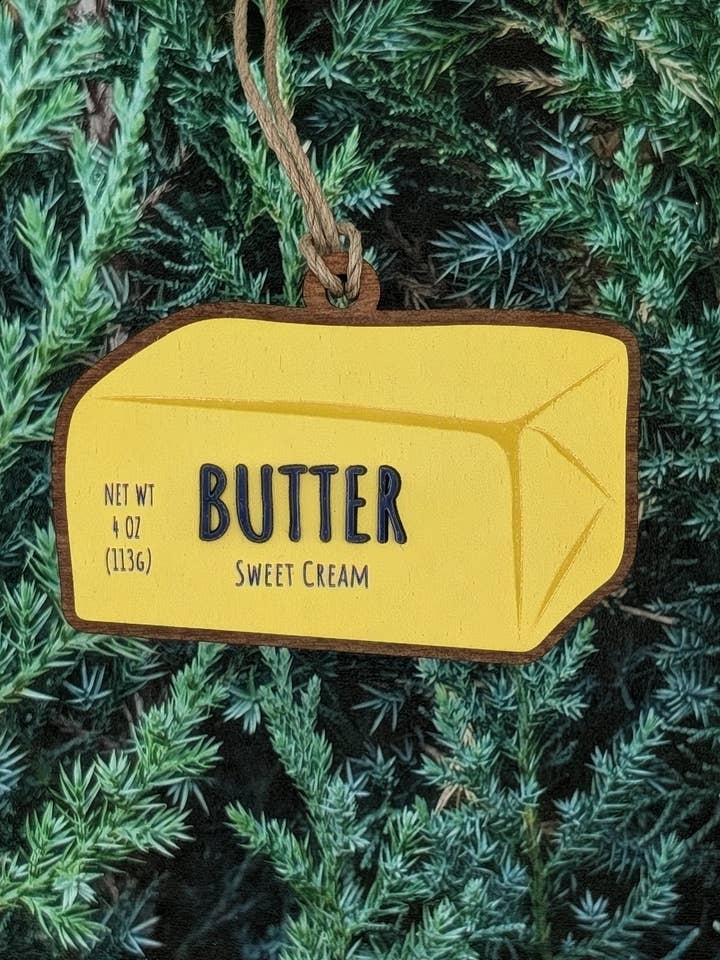 BUTTER
Sweet Cream
NET WT
4 OZ
(113g)